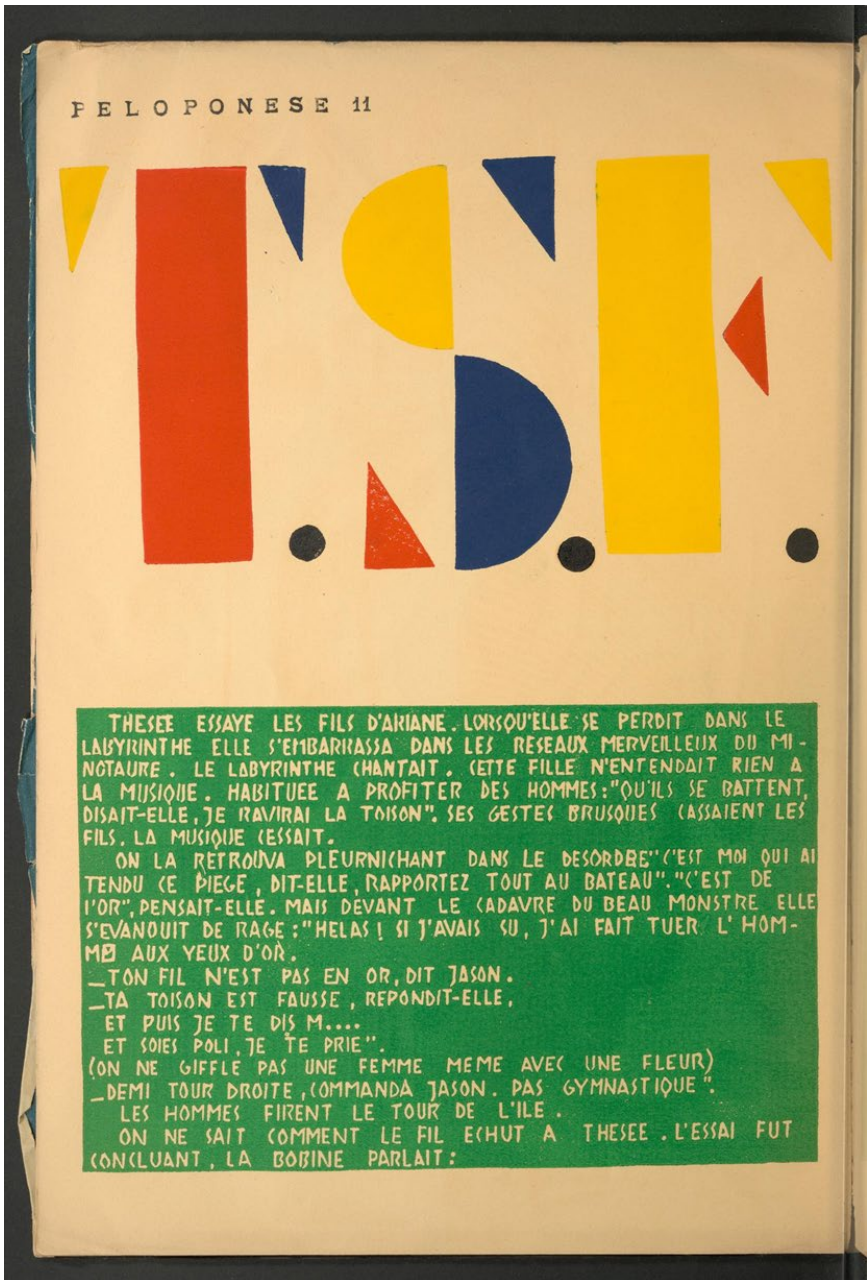 PELOPONESE 11
T.S.F.
THESEE ESSAYE LES FILS D'ARIANE. LORSQU'ELLE SE PERDIT DANS LE
LABYRINTHE ELLE S'EMBARRASSA DANS LES RESEAUX MERVEILLEUX DU MI-
NOTAURE. LE LABYRINTHE CHANTAIT. CETTE FILLE N'ENTENDAIT RIEN A
LA MUSIQUE. HABITUEE A PROFITER DES HOMMES:"QU'ILS SE BATTENT,
DISAIT-ELLE, JE RAVIRAI LA TOISON". SES GESTES BRUSQUES CASSAIENT LES
FILS. LA MUSIQUE CESSAIT.
ON LA RETROUVA PLEURNICHANT DANS LE DESORDRE"C'EST MOI QUI AI
TENDU CE PIEGE, DIT-ELLE, RAPPORTEZ TOUT AU BATEAU"."C'EST DE
l'OR", PENSAIT-ELLE. MAIS DEVANT LE CADAVRE DU BEAU MONSTRE ELLE
S'EVANOUIT DE RAGE:"HELAS! SI J'AVAIS SU, J'AI FAIT TUER L'HOM-
ME AUX YEUX D'OR.
_TON FIL N'EST PAS EN OR, DIT JASON.
_TA TOISON EST FAUSSE, REPONDIT-ELLE,
ET PUIS JE TE DIS M....
ET SOIES POLI, JE TE PRIE".
(ON NE GIFFLE PAS UNE FEMME MEME AVEC UNE FLEUR)
_DEMI TOUR DROITE, COMMANDA JASON. PAS GYMNASTIQUE".
LES HOMMES FIRENT LE TOUR DE L'ILE.
ON NE SAIT COMMENT LE FIL ECHUT A THESEE. L'ESSAI FUT
CONCLUANT, LA BOBINE PARLAIT: